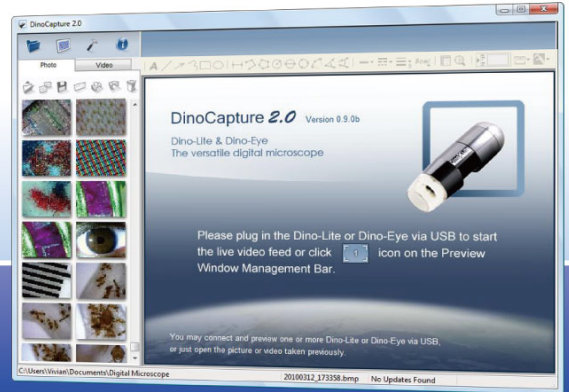 DinoCapture 2.0
Photo
Video
DinoCapture 2.0 Version 0.9.0b
Dino-Lite & Dino-Eye
The versatile digital microscope
Please plug in the Dino-Lite or Dino-Eye via USB to start
the live video feed or click 1 icon on the Preview
Window Management Bar.
You may connect and preview one or more Dino-Lite or Dino-Eye via USB,
or just open the picture or video taken previously.
C:\Users\Vivian\Documents\Digital Microscope
20100312_173358.bmp
No Updates Found